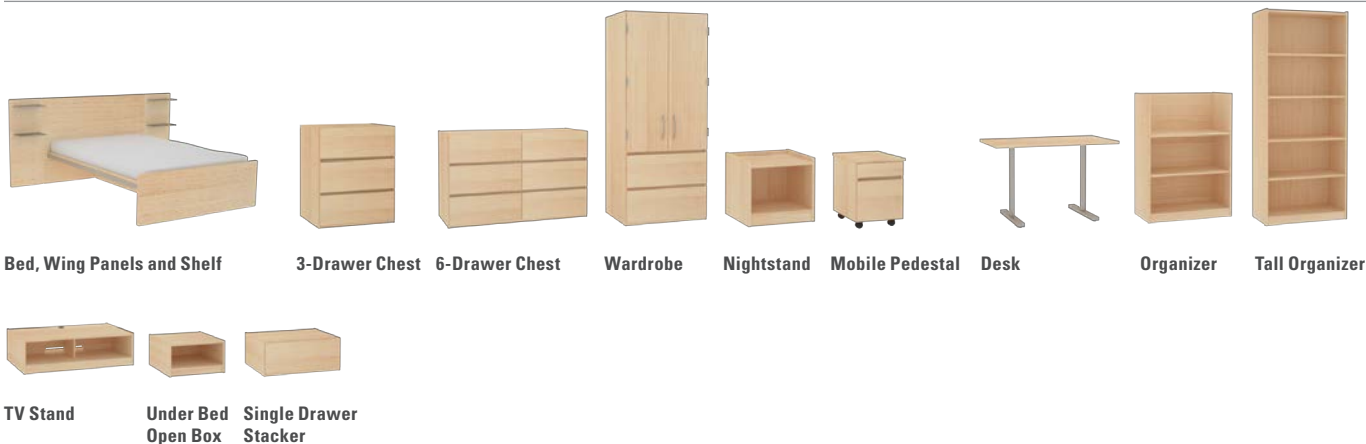 Bed, Wing Panels and Shelf
3-Drawer Chest
6-Drawer Chest
Wardrobe
Nightstand
Mobile Pedestal
Desk
Organizer
Tall Organizer
TV Stand
Under Bed
Open Box
Single Drawer
Stacker